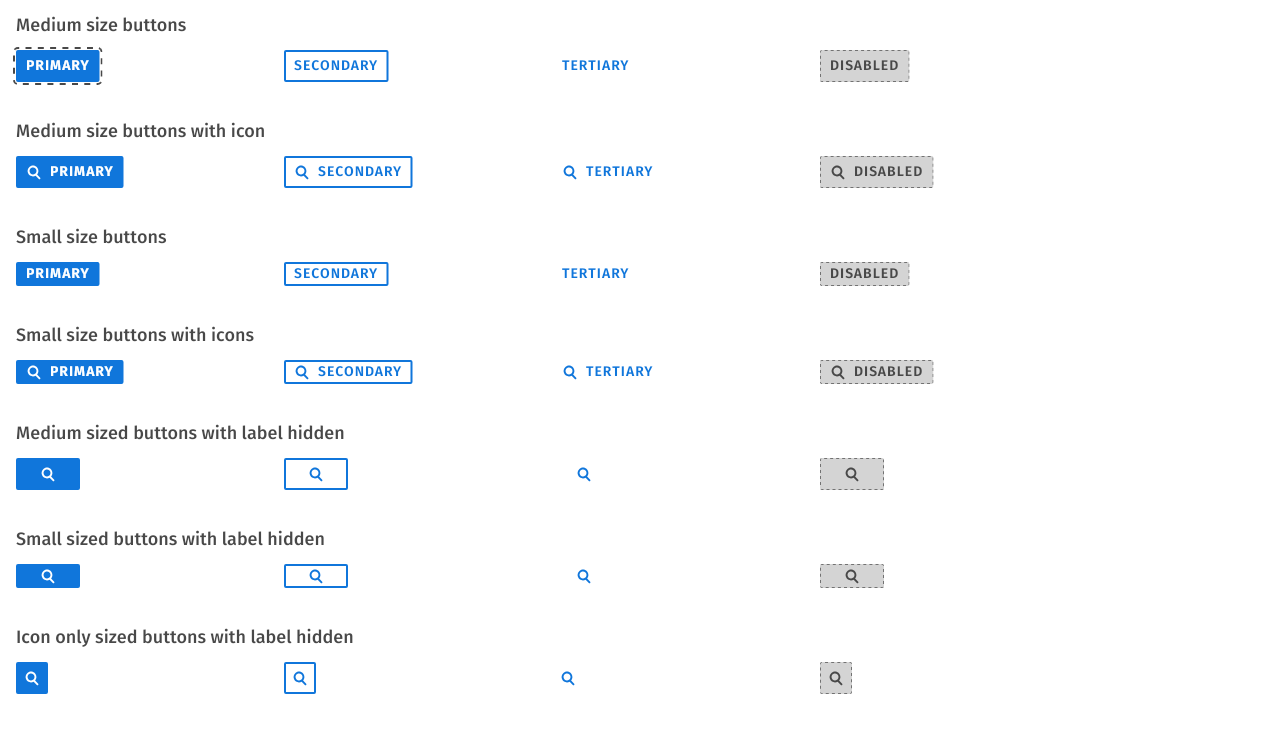 Medium size buttons
PRIMARY SECONDARY TERTIARY DISABLED
Medium size buttons with icon
PRIMARY SECONDARY TERTIARY DISABLED
Small size buttons
PRIMARY SECONDARY TERTIARY DISABLED
Small size buttons with icons
PRIMARY SECONDARY TERTIARY DISABLED
Medium sized buttons with label hidden
Small sized buttons with label hidden
Icon only sized buttons with label hidden